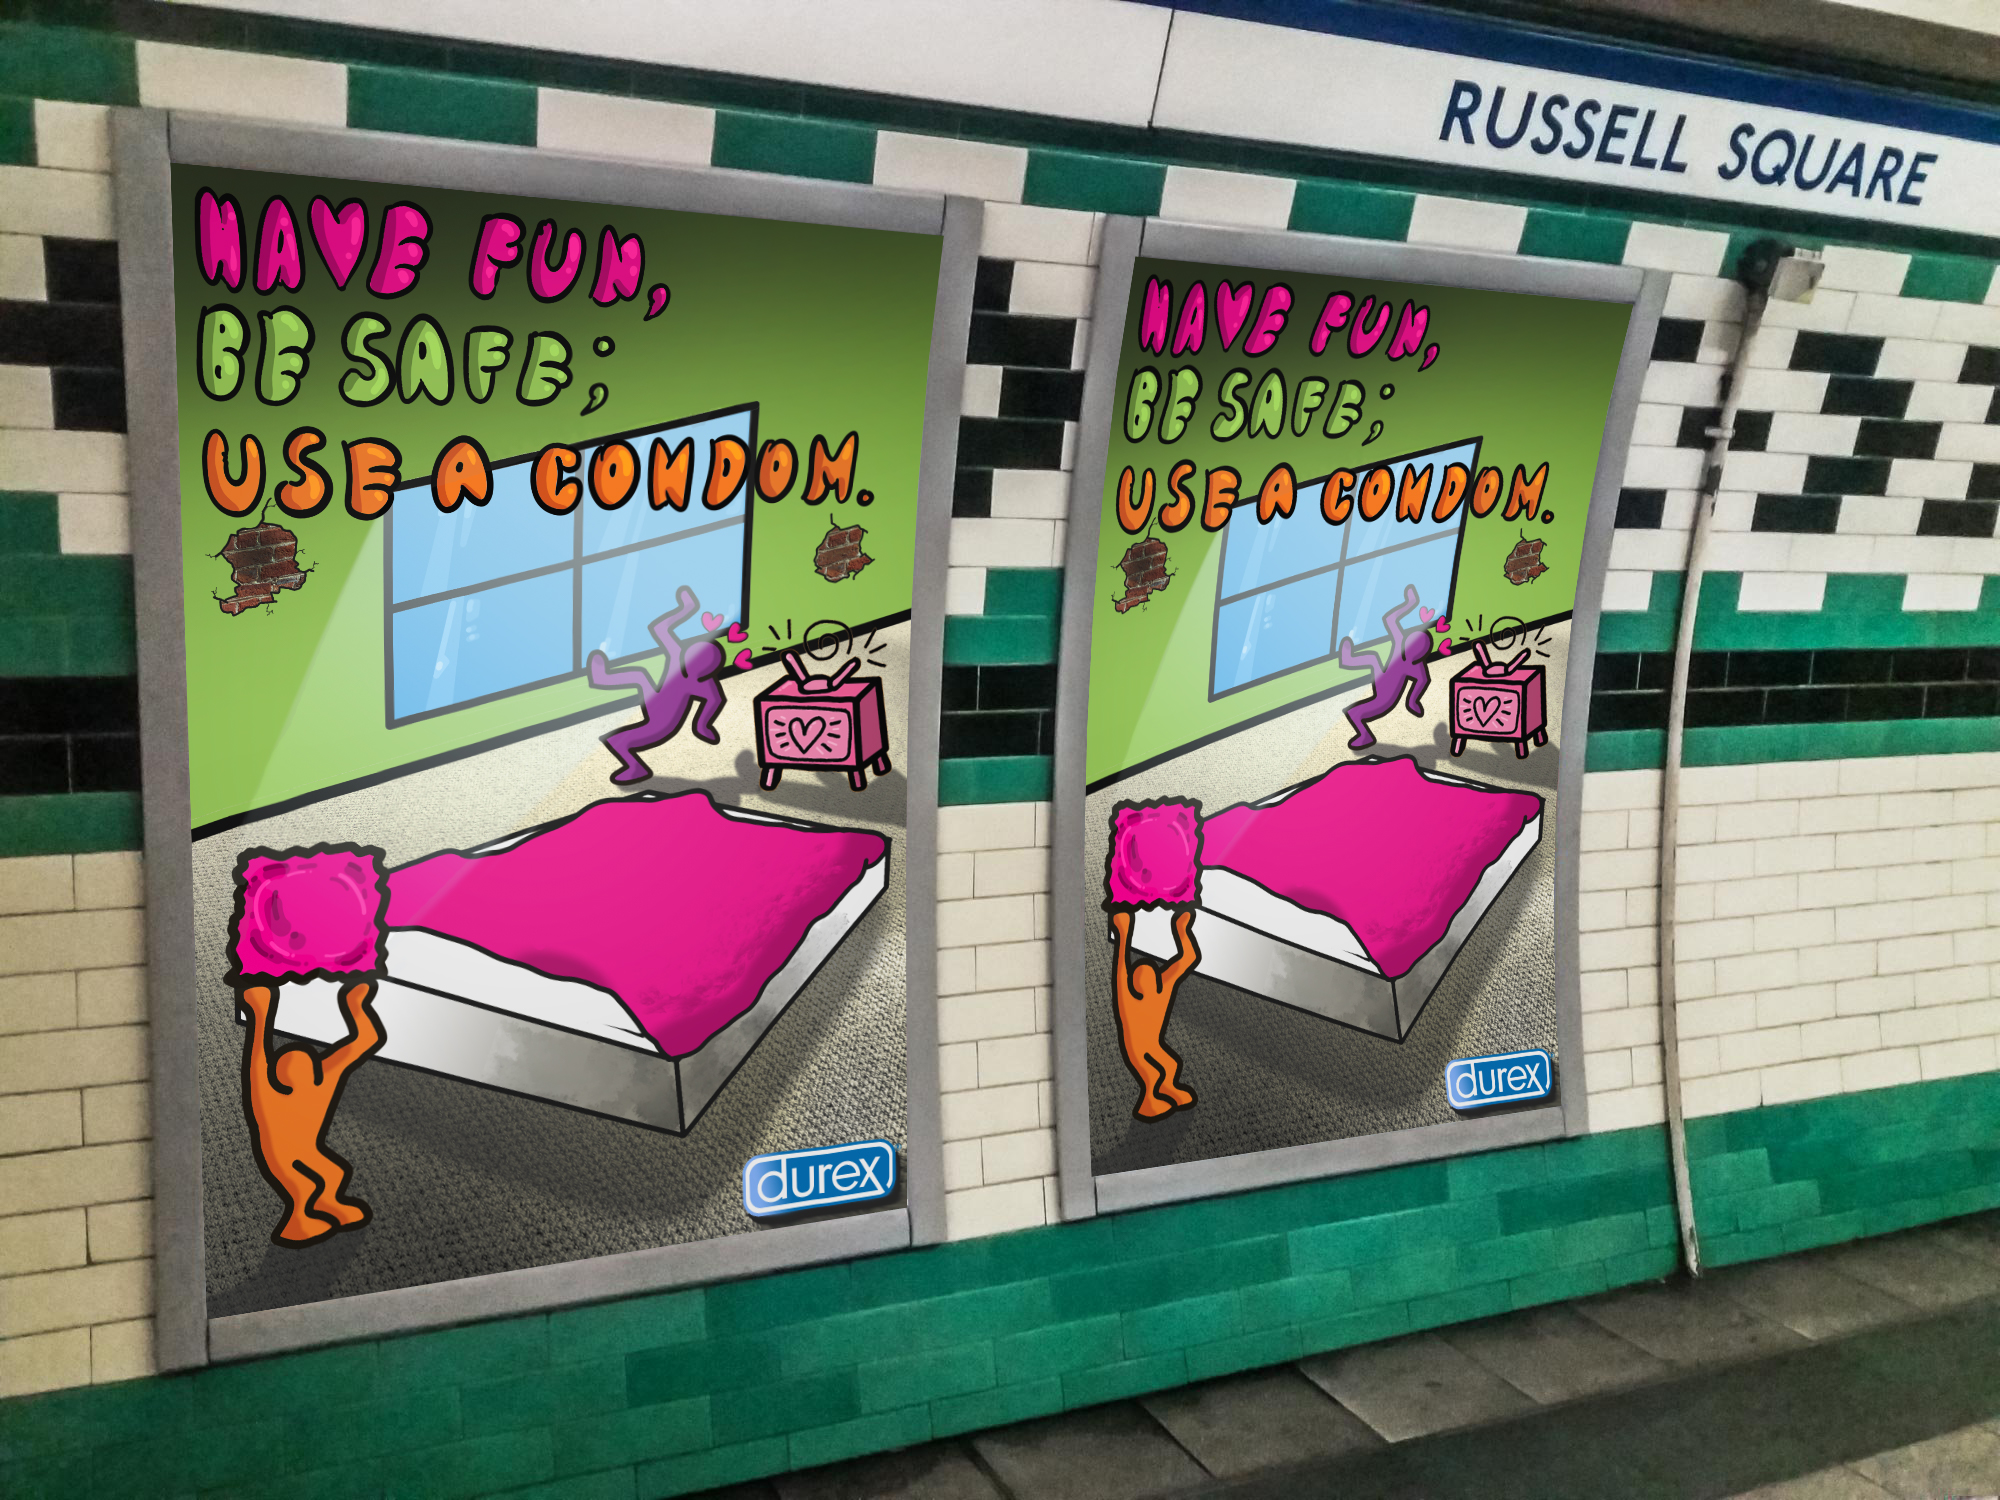 RUSSELL SQUARE
HAVE FUN,
BE SAFE;
USE A CONDOM.
durex
HAVE FUN,
BE SAFE;
USE A CONDOM.
durex